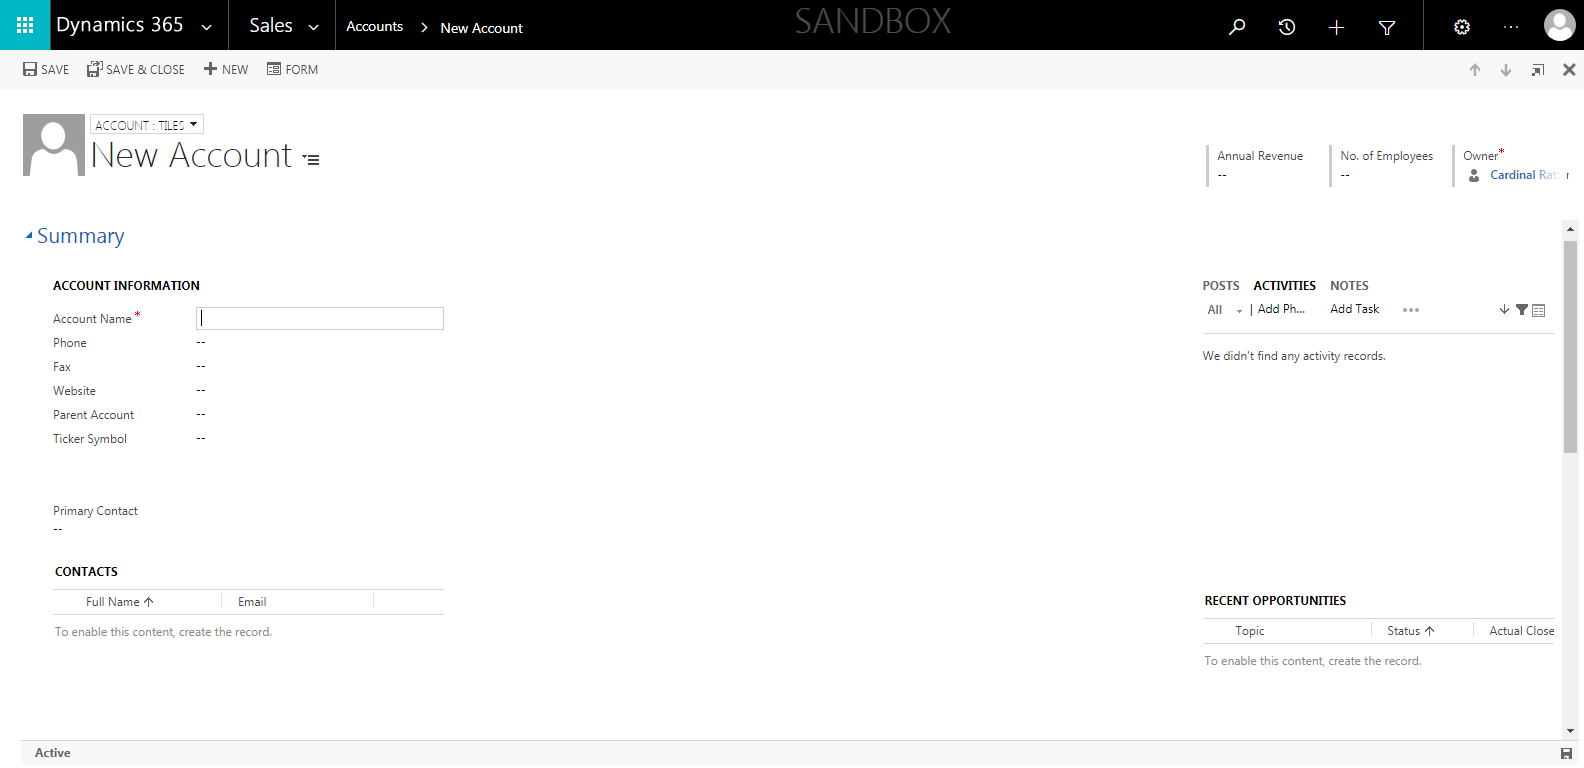 Dynamics 365 Sales Accounts New Account SANDBOX
SAVE SAVE & CLOSE NEW FORM
ACCOUNT : TILES
New Account
Annual Revenue No. of Employees Owner*
-- -- Cardinal
Summary
ACCOUNT INFORMATION
Account Name *
Phone --
Fax --
Website --
Parent Account --
Ticker Symbol --
Primary Contact
--
CONTACTS
Full Name Email
To enable this content, create the record.
POSTS ACTIVITIES NOTES
All | Add Ph... Add Task ...
We didn't find any activity records.
RECENT OPPORTUNITIES
Topic Status Actual Close
To enable this content, create the record.
Active